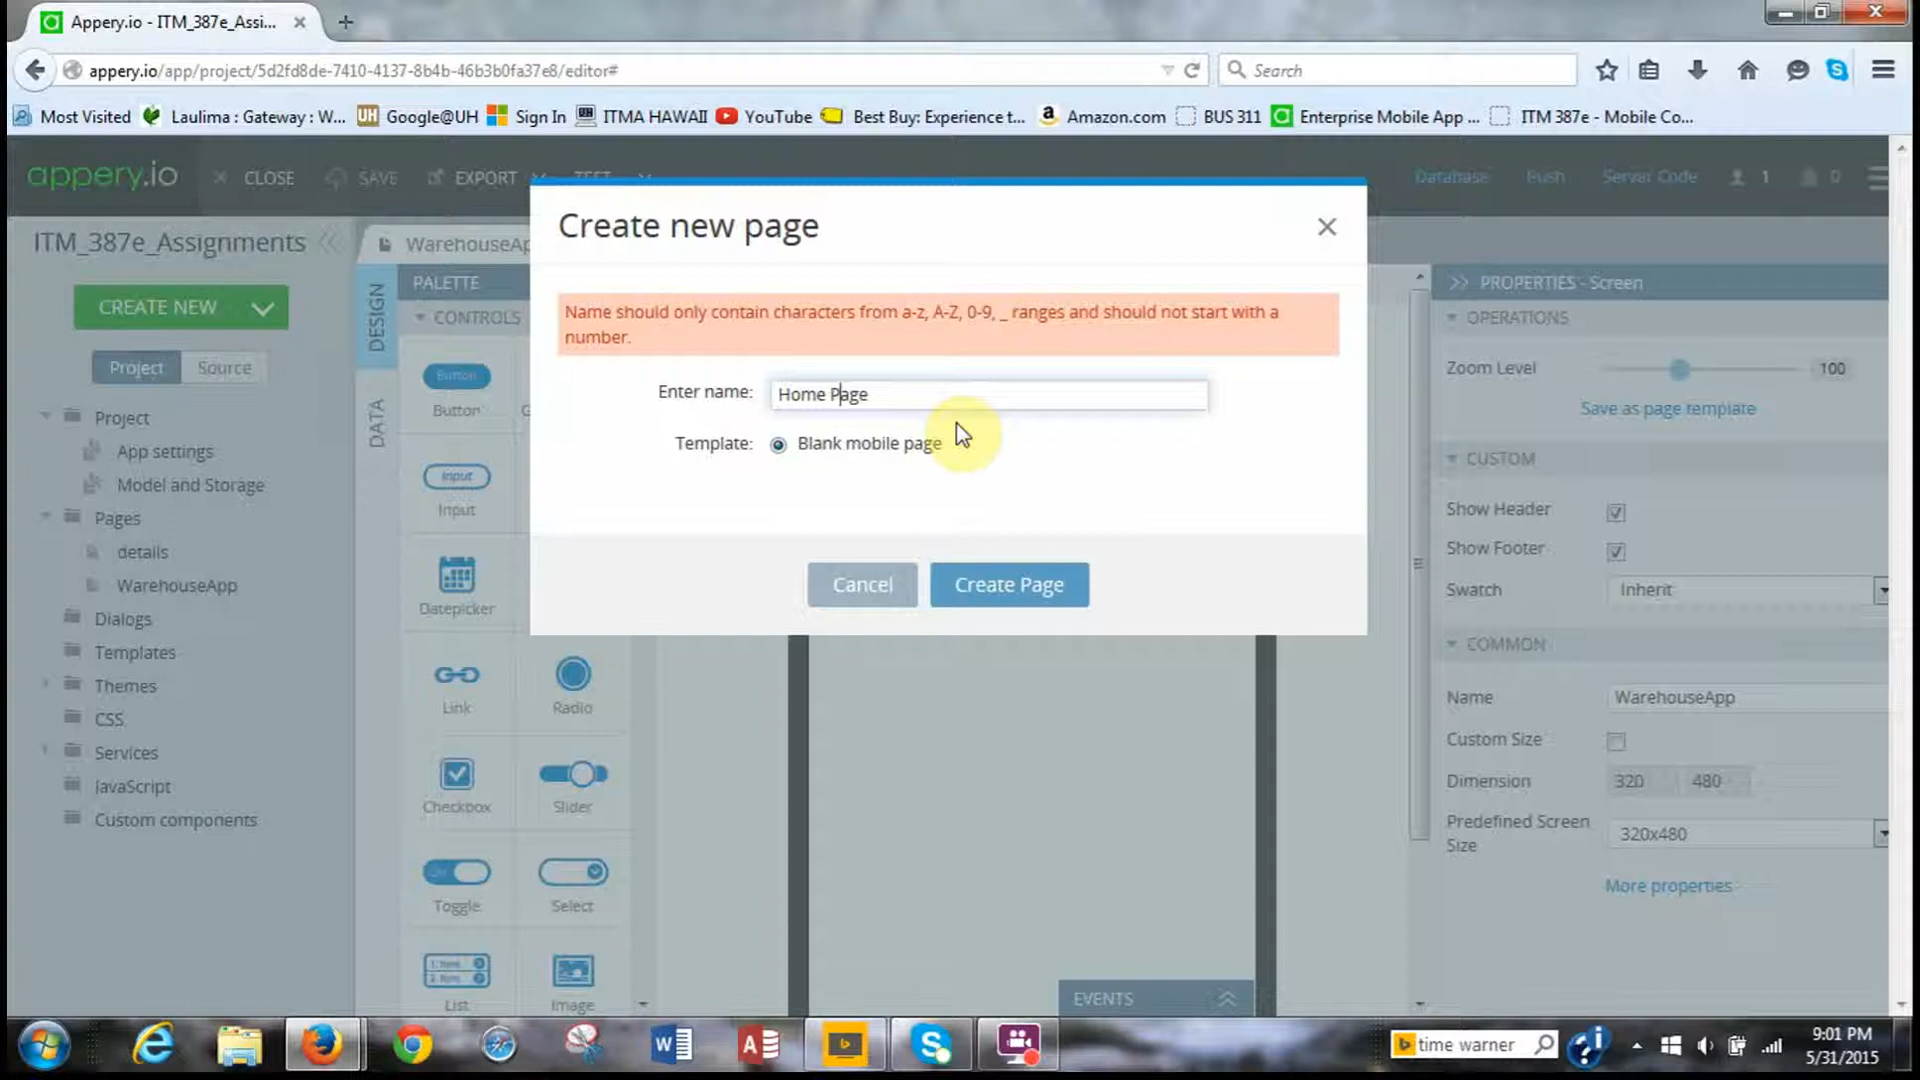 Appery.io - ITM_387e_Assi...
appery.io/app/project/5d2fd8de-7410-4137-8b4b-46b3b0fa37e8/editor#
Search
Most Visited
Laulima : Gateway : W...
UH Google@UH
Sign In
ITMA HAWAII
YouTube
Best Buy: Experience t...
Amazon.com
BUS 311
Enterprise Mobile App ...
ITM 387e - Mobile Co...
appery.io
CLOSE
SAVE
EXPORT
TEST
Database
Push
Server Code
1
0
ITM_387e_Assignments
WarehouseAp
Create new page
CREATE NEW
DESIGN
DATA
PALETTE
CONTROLS
PROPERTIES - Screen
Name should only contain characters from a-z, A-Z, 0-9, _ ranges and should not start with a
number.
OPERATIONS
Project
Source
Button
Button
Zoom Level
100
Enter name:
Home Page
Save as page template
Project
App settings
Model and Storage
Template:
Blank mobile page
CUSTOM
Input
Input
Show Header
Pages
details
WarehouseApp
Show Footer
Cancel
Create Page
Swatch
Inherit
Datepicker
Dialogs
Templates
Themes
CSS
Services
JavaScript
Custom components
COMMON
Link
Radio
Name
WarehouseApp
Custom Size
Dimension
320
480
Checkbox
Slider
Predefined Screen
Size
320x480
Toggle
Select
More properties
List
Image
EVENTS
time warner
9:01 PM
5/31/2015